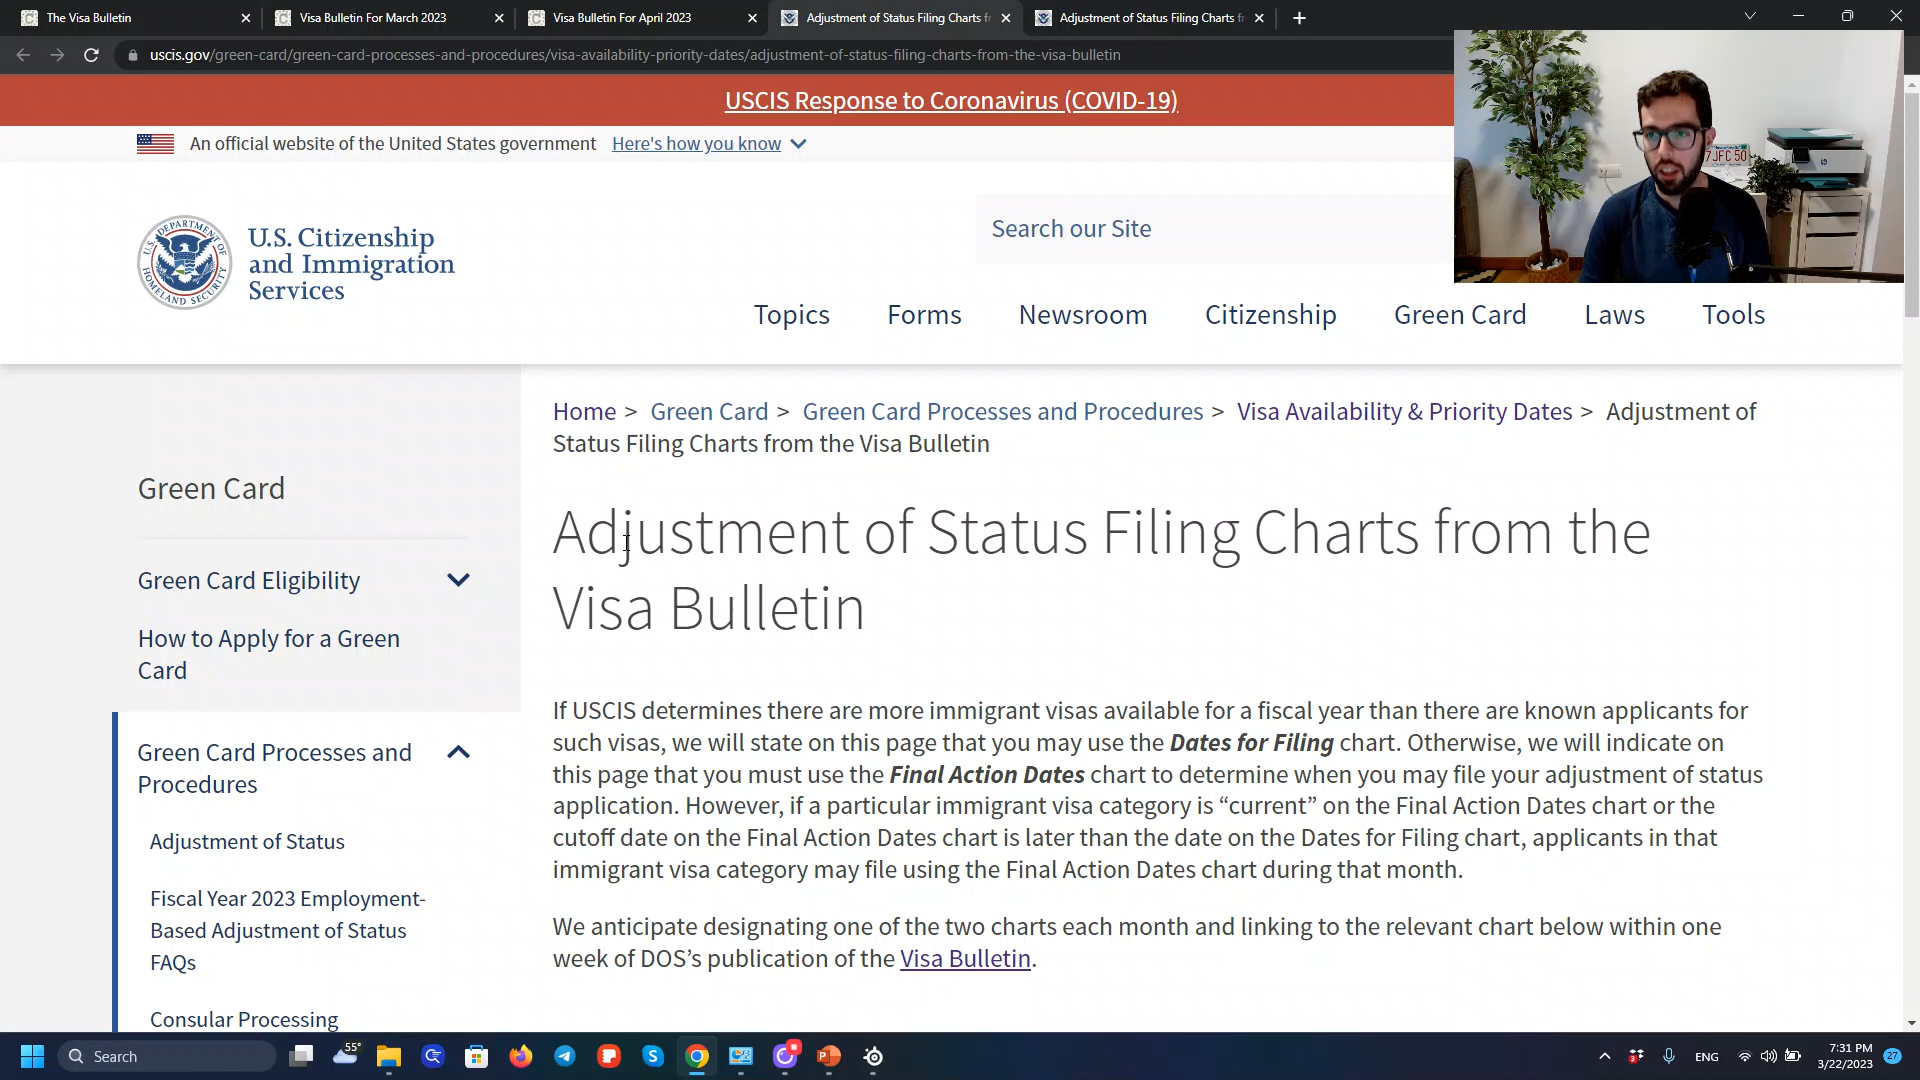 The Visa Bulletin
Visa Bulletin For March 2023
Visa Bulletin For April 2023
Adjustment of Status Filing Charts f
Adjustment of Status Filing Charts f
uscis.gov/green-card/green-card-processes-and-procedures/visa-availability-priority-dates/adjustment-of-status-filing-charts-from-the-visa-bulletin
USCIS Response to Coronavirus (COVID-19)
An official website of the United States government Here's how you know
7JFC 50
U.S. DEPARTMENT OF HOMELAND SECURITY
U.S. Citizenship
and Immigration
Services
Search our Site
Topics Forms Newsroom Citizenship Green Card Laws Tools
Home > Green Card > Green Card Processes and Procedures > Visa Availability & Priority Dates > Adjustment of
Status Filing Charts from the Visa Bulletin
Green Card
Green Card Eligibility
How to Apply for a Green
Card
Green Card Processes and
Procedures
Adjustment of Status
Fiscal Year 2023 Employment-
Based Adjustment of Status
FAQs
Consular Processing
Adjustment of Status Filing Charts from the
Visa Bulletin
If USCIS determines there are more immigrant visas available for a fiscal year than there are known applicants for
such visas, we will state on this page that you may use the Dates for Filing chart. Otherwise, we will indicate on
this page that you must use the Final Action Dates chart to determine when you may file your adjustment of status
application. However, if a particular immigrant visa category is “current” on the Final Action Dates chart or the
cutoff date on the Final Action Dates chart is later than the date on the Dates for Filing chart, applicants in that
immigrant visa category may file using the Final Action Dates chart during that month.
We anticipate designating one of the two charts each month and linking to the relevant chart below within one
week of DOS’s publication of the Visa Bulletin.
Search
55°
ENG
7:31 PM
3/22/2023
27